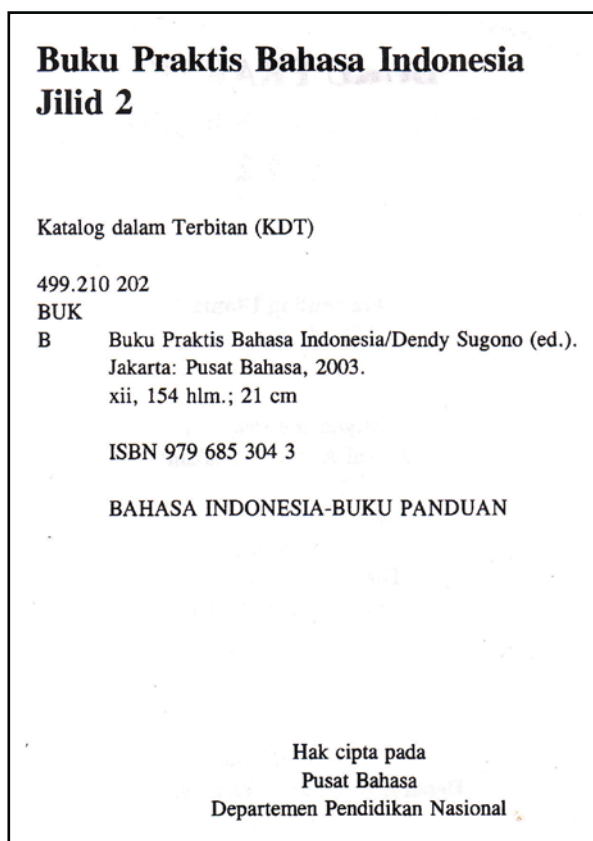 Buku Praktis Bahasa Indonesia
Jilid 2
Katalog dalam Terbitan (KDT)
499.210 202
BUK
B Buku Praktis Bahasa Indonesia/Dendy Sugono (ed.).
Jakarta: Pusat Bahasa, 2003.
xii, 154 hlm.; 21 cm
ISBN 979 685 304 3
BAHASA INDONESIA-BUKU PANDUAN
Hak cipta pada
Pusat Bahasa
Departemen Pendidikan Nasional